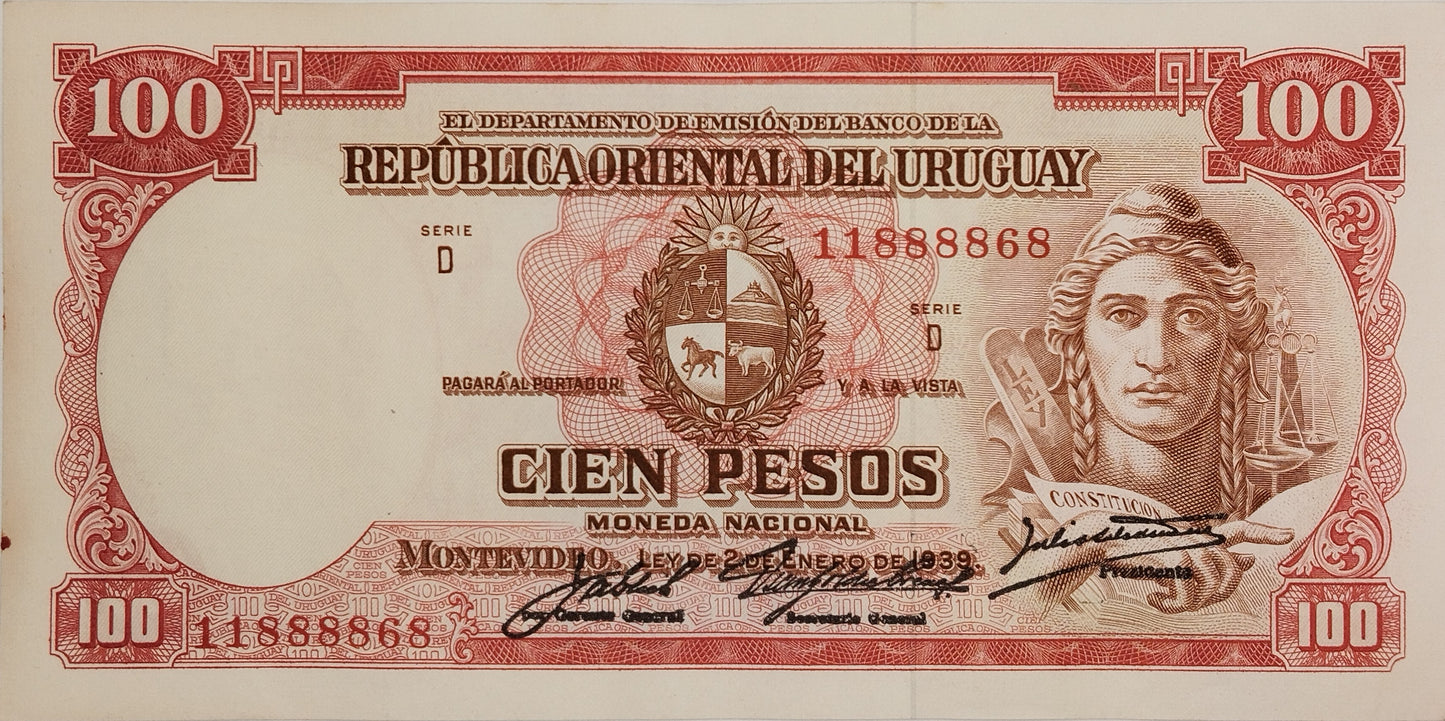 100
100
EL DEPARTAMENTO DE EMISIÓN DEL BANCO DE LA
REPÚBLICA ORIENTAL DEL URUGUAY
SERIE
D
11888868
SERIE
D
PAGARÁ AL PORTADOR Y A LA VISTA
LEY
CIEN PESOS
CONSTITUCIÓN
MONEDA NACIONAL
MONTEVIDEO. LEY DE 2 DE ENERO DE 1939.
Presidente
Gerente General
Secretario General
100
11888868
100